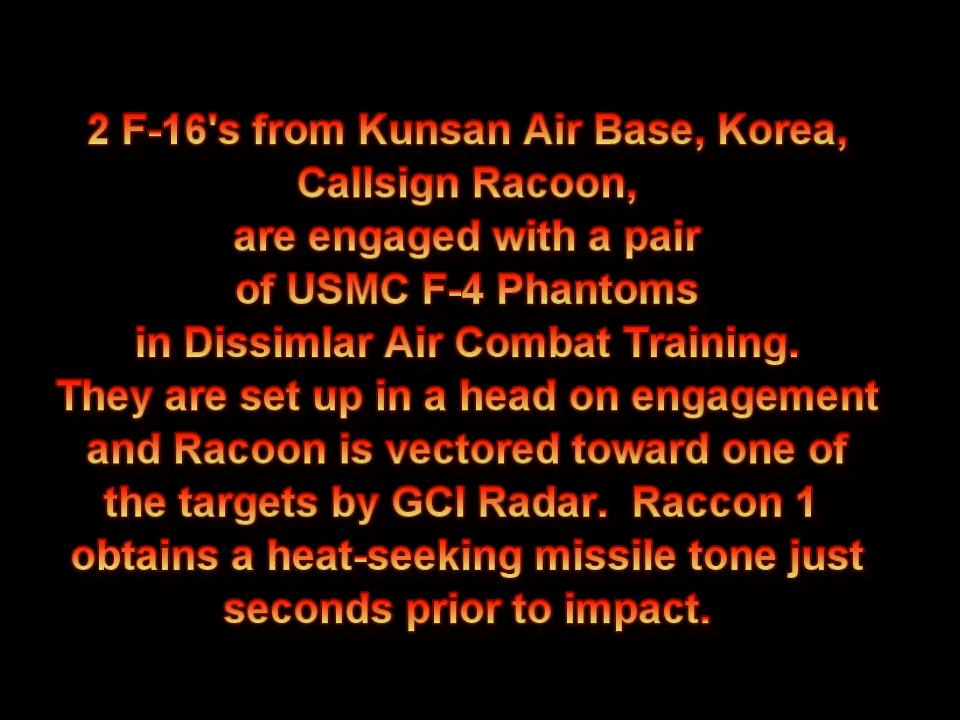 2 F-16's from Kunsan Air Base, Korea,
Callsign Racoon,
are engaged with a pair
of USMC F-4 Phantoms
in Dissimlar Air Combat Training.
They are set up in a head on engagement
and Racoon is vectored toward one of
the targets by GCI Radar.  Raccon 1
obtains a heat-seeking missile tone just
seconds prior to impact.